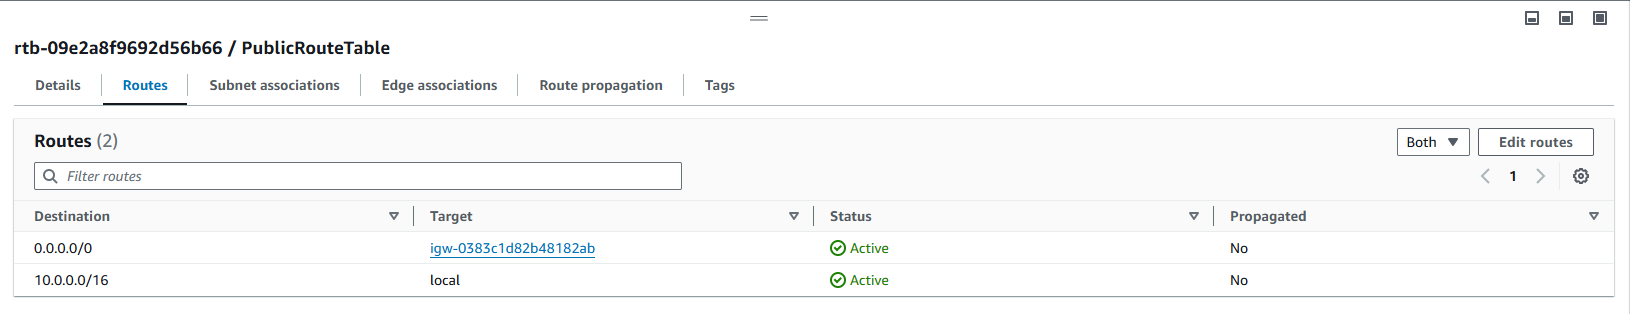 rtb-09e2a8f9692d56b66 / PublicRouteTable
Details Routes Subnet associations Edge associations Route propagation Tags
Routes (2) Both Edit routes
Filter routes 1
Destination Target Status Propagated
0.0.0.0/0 igw-0383c1d82b48182ab Active No
10.0.0.0/16 local Active No